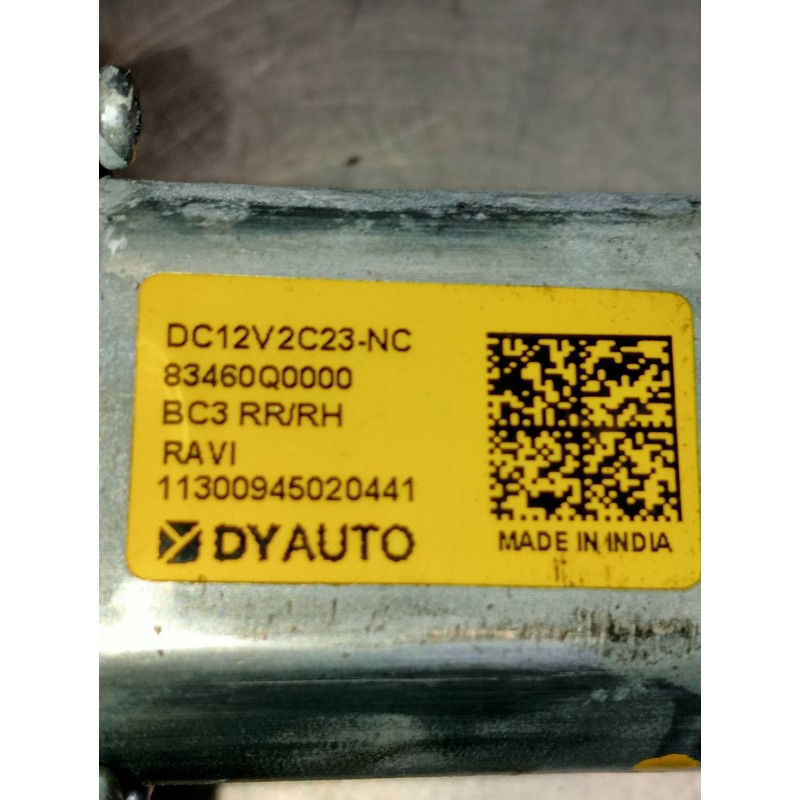 DC12V2C23-NC
83460Q0000
BC3 RR/RH
RAVI
11300945020441
DYAUTO
MADE IN INDIA